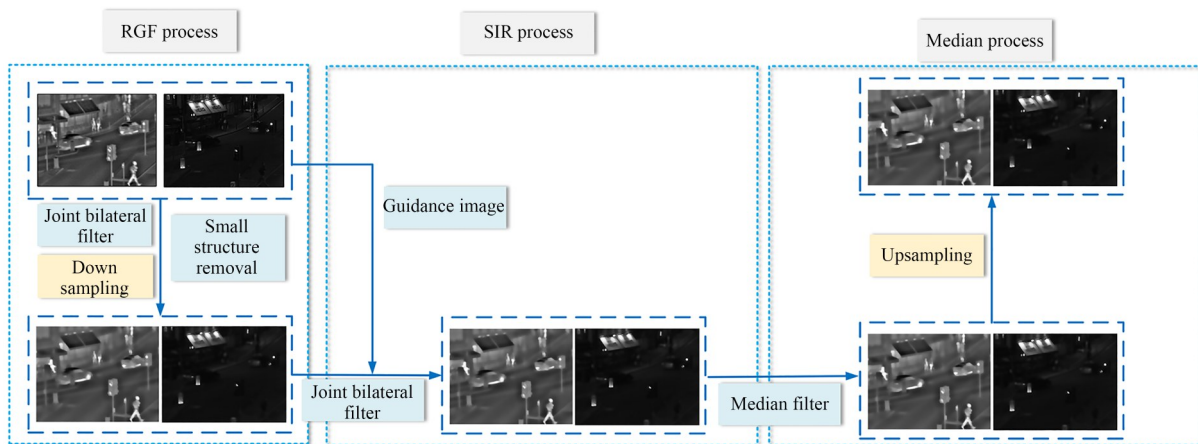 RGF process
SIR process
Median process
Joint bilateral
filter
Small
structure
removal
Down
sampling
Guidance image
Upsampling
Joint bilateral
filter
Median filter